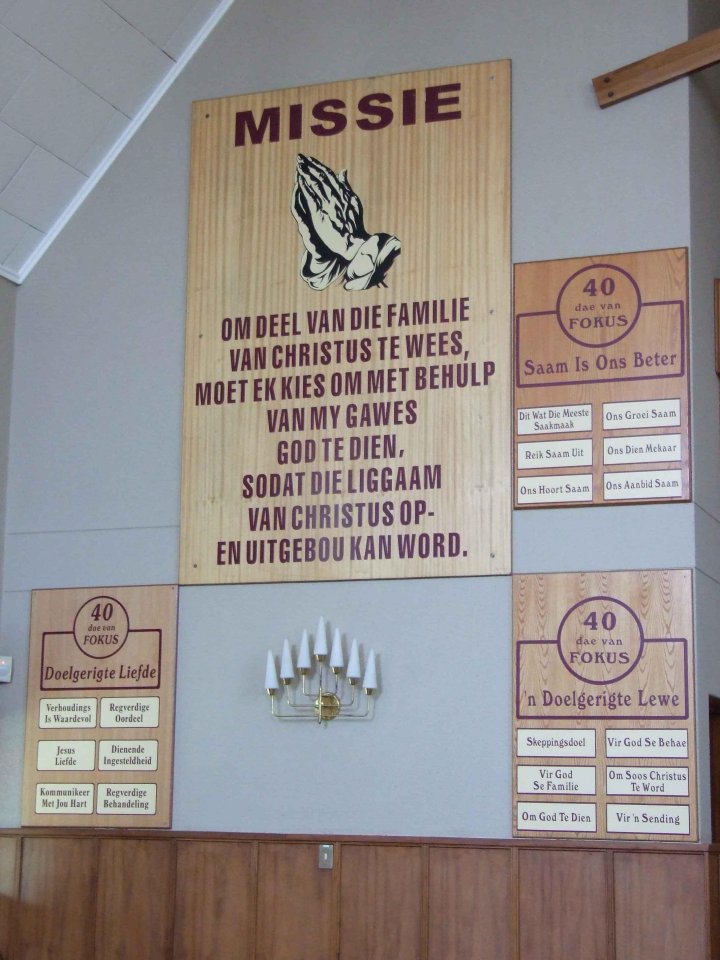 MISSIE
OM DEEL VAN DIE FAMILIE
VAN CHRISTUS TE WEES,
MOET EK KIES OM MET BEHULP
VAN MY GAWES
GOD TE DIEN,
SODAT DIE LIGGAAM
VAN CHRISTUS OP-
EN UITGEBOU KAN WORD.
40
dae van
FOKUS
Saam Is Ons Beter
Dit Wat Die Meeste
Saakmaak
Ons Groei Saam
Reik Saam Uit
Ons Dien Mekaar
Ons Hoort Saam
Ons Aanbid Saam
40
dae van
FOKUS
Doelgerigte Liefde
Verhoudings
Is Waardevol
Regverdige
Oordeel
Jesus
Liefde
Dienende
Ingesteldheid
Kommunikeer
Met Jou Hart
Regverdige
Behandeling
40
dae van
FOKUS
'n Doelgerigte Lewe
Skeppingsdoel
Vir God Se Behae
Vir God
Se Familie
Om Soos Christus
Te Word
Om God Te Dien
Vir 'n Sending